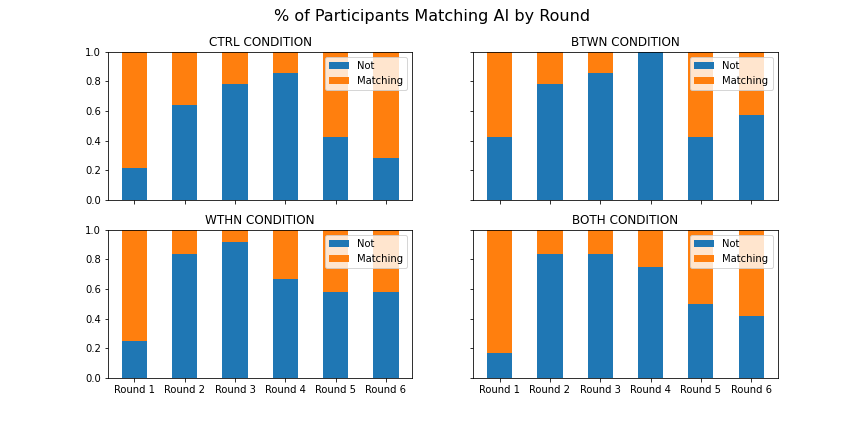 % of Participants Matching AI by Round
CTRL CONDITION
1.0
0.8
0.6
0.4
0.2
0.0
Not
Matching
BTWN CONDITION
Not
Matching
WTHN CONDITION
1.0
0.8
0.6
0.4
0.2
0.0
Not
Matching
Round 1 Round 2 Round 3 Round 4 Round 5 Round 6
BOTH CONDITION
Not
Matching
Round 1 Round 2 Round 3 Round 4 Round 5 Round 6